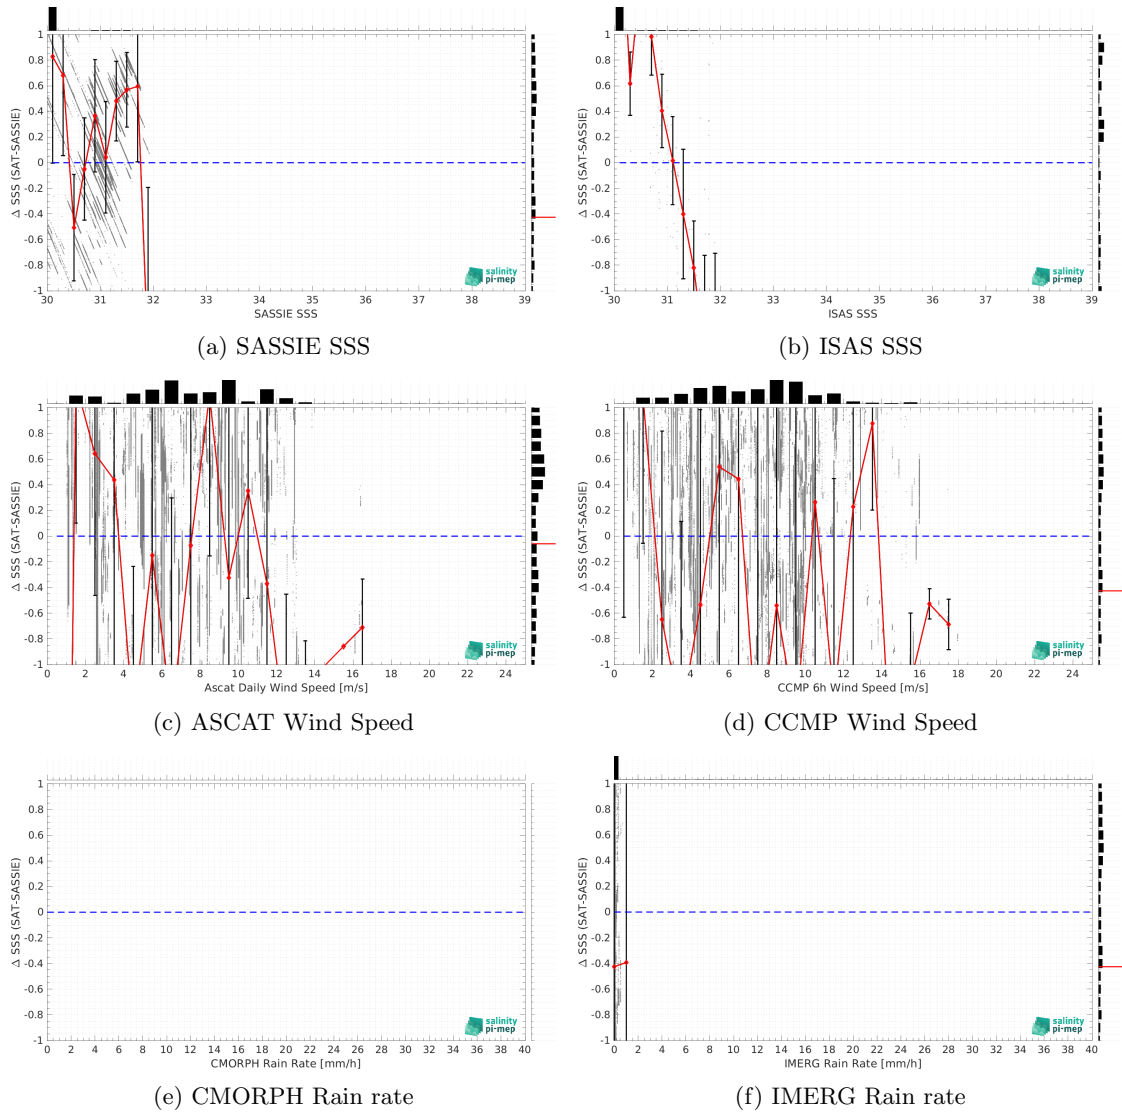 1
0.8
0.6
0.4
0.2
0
-0.2
-0.4
-0.6
-0.8
-1
Δ SSS (SAT-SASSIE)
30 31 32 33 34 35 36 37 38 39
SASSIE SSS
salinity
pi-mep
(a) SASSIE SSS
1
0.8
0.6
0.4
0.2
0
-0.2
-0.4
-0.6
-0.8
-1
Δ SSS (SAT-SASSIE)
30 31 32 33 34 35 36 37 38 39
ISAS SSS
salinity
pi-mep
(b) ISAS SSS
1
0.8
0.6
0.4
0.2
0
-0.2
-0.4
-0.6
-0.8
-1
Δ SSS (SAT-SASSIE)
0 2 4 6 8 10 12 14 16 18 20 22 24
Ascat Daily Wind Speed [m/s]
salinity
pi-mep
(c) ASCAT Wind Speed
1
0.8
0.6
0.4
0.2
0
-0.2
-0.4
-0.6
-0.8
-1
Δ SSS (SAT-SASSIE)
0 2 4 6 8 10 12 14 16 18 20 22 24
CCMP 6h Wind Speed [m/s]
salinity
pi-mep
(d) CCMP Wind Speed
1
0.8
0.6
0.4
0.2
0
-0.2
-0.4
-0.6
-0.8
-1
Δ SSS (SAT-SASSIE)
0 2 4 6 8 10 12 14 16 18 20 22 24 26 28 30 32 34 36 38 40
CMORPH Rain Rate [mm/h]
salinity
pi-mep
(e) CMORPH Rain rate
1
0.8
0.6
0.4
0.2
0
-0.2
-0.4
-0.6
-0.8
-1
Δ SSS (SAT-SASSIE)
0 2 4 6 8 10 12 14 16 18 20 22 24 26 28 30 32 34 36 38 40
IMERG Rain Rate [mm/h]
salinity
pi-mep
(f) IMERG Rain rate